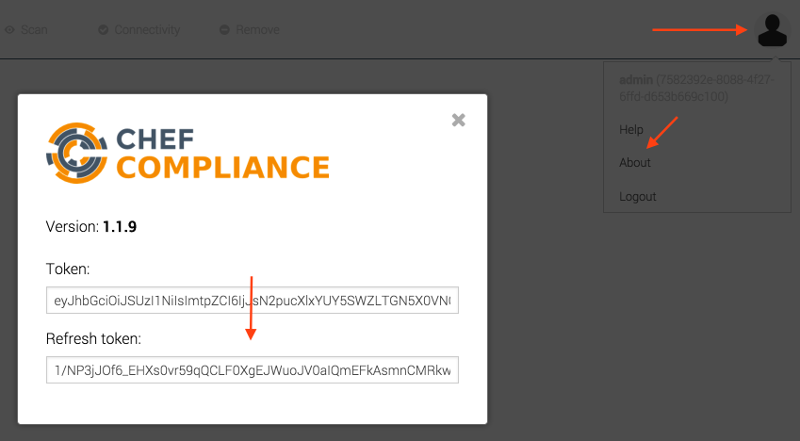 Scan Connectivity Remove
admin (7582392e-8088-4f27-
6ffd-d653b669c100)
Help
About
Logout
CHEF
COMPLIANCE
Version: 1.1.9
Token:
eyJhbGciOiJSUzI1NiIsImtpZCI6IjJsN2pucXlxYUY5SWZLTGN5X0VN
Refresh token:
1/NP3jJOf6_EHXs0vr59qQCLF0XgEJWuoJV0aIQmEFkAsmnCMRkw